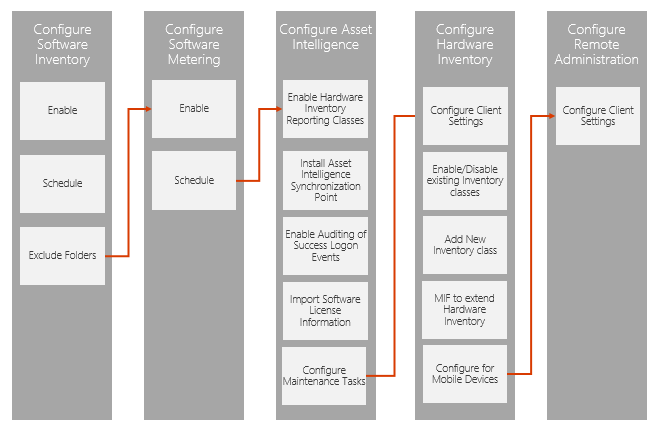 Configure
Software
Inventory
Enable
Schedule
Exclude Folders
Configure
Software
Metering
Enable
Schedule
Configure Asset
Intelligence
Enable Hardware
Inventory
Reporting Classes
Install Asset
Intelligence
Synchronization
Point
Enable Auditing of
Success Logon
Events
Import Software
License
Information
Configure
Maintenance Tasks
Configure
Hardware
Inventory
Configure Client
Settings
Enable/Disable
existing Inventory
classes
Add New
Inventory class
MIF to extend
Hardware
Inventory
Configure for
Mobile Devices
Configure
Remote
Administration
Configure Client
Settings